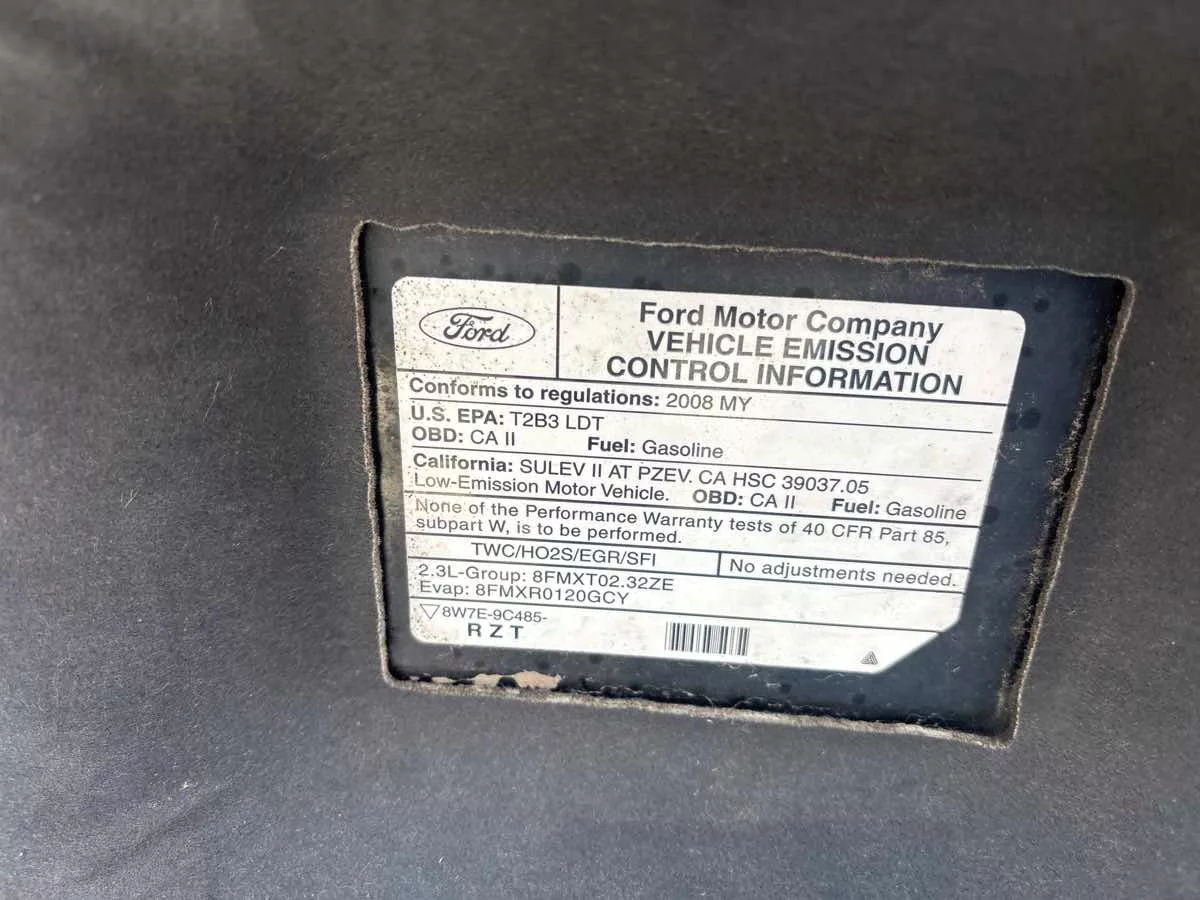 Ford
Ford Motor Company
VEHICLE EMISSION
CONTROL INFORMATION
Conforms to regulations: 2008 MY
U.S. EPA: T2B3 LDT
OBD: CA II Fuel: Gasoline
California: SULEV II AT PZEV. CA HSC 39037.05
Low-Emission Motor Vehicle. OBD: CA II Fuel: Gasoline
None of the Performance Warranty tests of 40 CFR Part 85,
subpart W, is to be performed.
TWC/HO2S/EGR/SFI No adjustments needed.
2.3L-Group: 8FMXT02.32ZE
Evap: 8FMXR0120GCY
8W7E-9C485-
R Z T